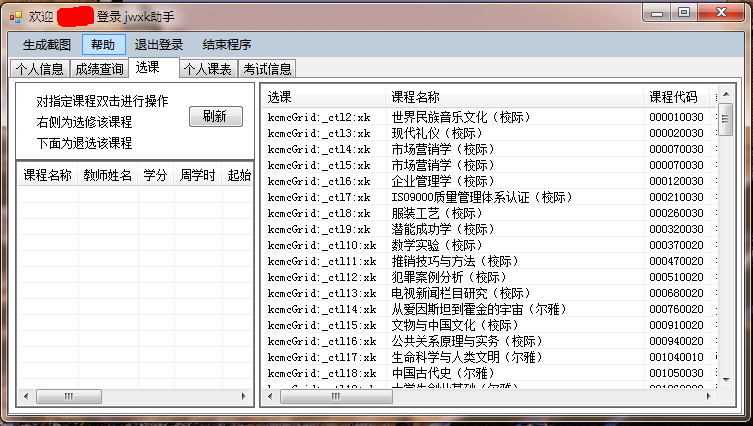 欢迎 登录 jwxk助手
生成截图 帮助 退出登录 结束程序
个人信息 成绩查询 选课 个人课表 考试信息
对指定课程双击进行操作
右侧为选修该课程
下面为退选该课程
刷新
课程名称 教师姓名 学分 周学时 起始
选课 课程名称 课程代码
kcmcGrid:_ctl2:xk 世界民族音乐文化（校际） 000010030
kcmcGrid:_ctl3:xk 现代礼仪（校际） 000020030
kcmcGrid:_ctl4:xk 市场营销学（校际） 000070030
kcmcGrid:_ctl5:xk 市场营销学（校际） 000070030
kcmcGrid:_ctl6:xk 企业管理学（校际） 000120030
kcmcGrid:_ctl7:xk ISO9000质量管理体系认证（校际） 000210030
kcmcGrid:_ctl8:xk 服装工艺（校际） 000260030
kcmcGrid:_ctl9:xk 潜能成功学（校际） 000320030
kcmcGrid:_ctl10:xk 数学实验（校际） 000370020
kcmcGrid:_ctl11:xk 推销技巧与方法（校际） 000470020
kcmcGrid:_ctl12:xk 犯罪案例分析（校际） 000510020
kcmcGrid:_ctl13:xk 电视新闻栏目研究（校际） 000680020
kcmcGrid:_ctl14:xk 从爱因斯坦到霍金的宇宙（尔雅） 000760020
kcmcGrid:_ctl15:xk 文物与中国文化（校际） 000910020
kcmcGrid:_ctl16:xk 公共关系原理与实务（校际） 000940020
kcmcGrid:_ctl17:xk 生命科学与人类文明（尔雅） 001040010
kcmcGrid:_ctl18:xk 中国古代史（尔雅） 001050030
kcmcGrid:_ctl19:xk 大学生创业基础（尔雅）